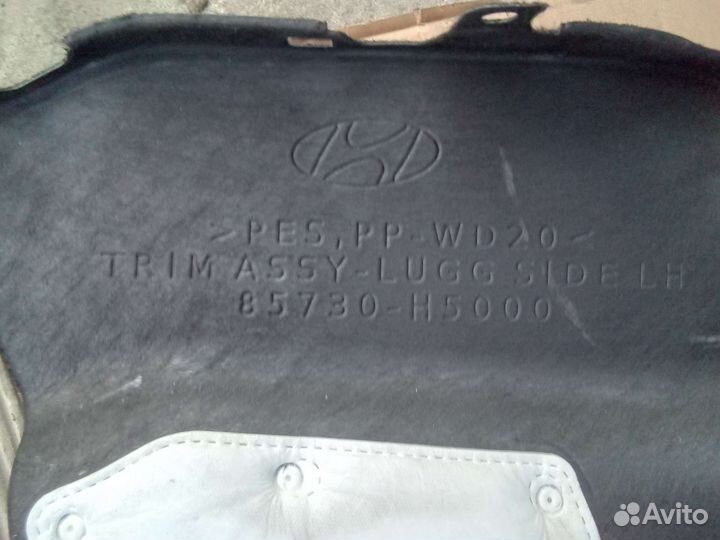 >PES,PP-WD20<
TRIM ASSY-LUGG SIDE LH
85730-H5000
Avito